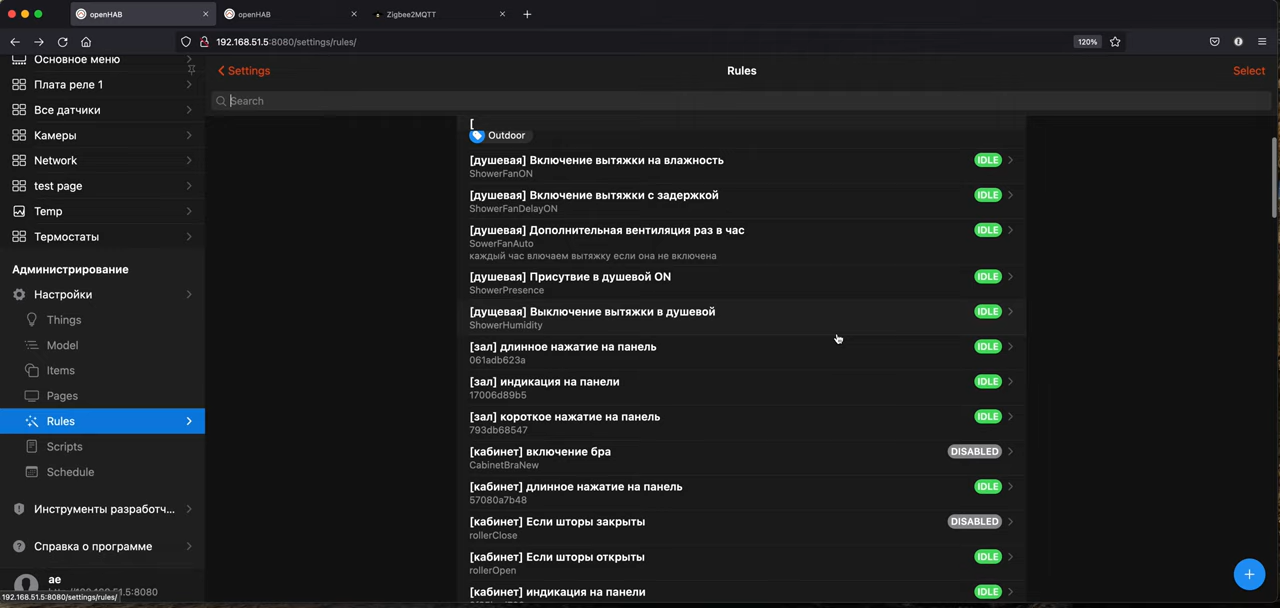 openHAB
openHAB
Zigbee2MQTT
192.168.51.5:8080/settings/rules/
120%
Основное меню
Плата реле 1
Все датчики
Камеры
Network
test page
Temp
Термостаты
Администрирование
Настройки
Things
Model
Items
Pages
Rules
Scripts
Schedule
Инструменты разработч...
Справка о программе
ae
192.168.51.5:8080/settings/rules/
Settings
Rules
Select
Search
[
Outdoor
[душевая] Включение вытяжки на влажность
IDLE
ShowerFanON
[душевая] Включение вытяжки с задержкой
IDLE
ShowerFanDelayON
[душевая] Дополнительная вентиляция раз в час
IDLE
SowerFanAuto
каждый час влючаем вытяжку если она не включена
[душевая] Присутвие в душевой ON
IDLE
ShowerPresence
[дущевая] Выключение вытяжки в душевой
IDLE
ShowerHumidity
[зал] длинное нажатие на панель
IDLE
061adb623a
[зал] индикация на панели
IDLE
17006d89b5
[зал] короткое нажатие на панель
IDLE
793db68547
[кабинет] включение бра
DISABLED
CabinetBraNew
[кабинет] длинное нажатие на панель
IDLE
57080a7b48
[кабинет] Если шторы закрыты
DISABLED
rollerClose
[кабинет] Если шторы открыты
IDLE
rollerOpen
[кабинет] индикация на панели
IDLE